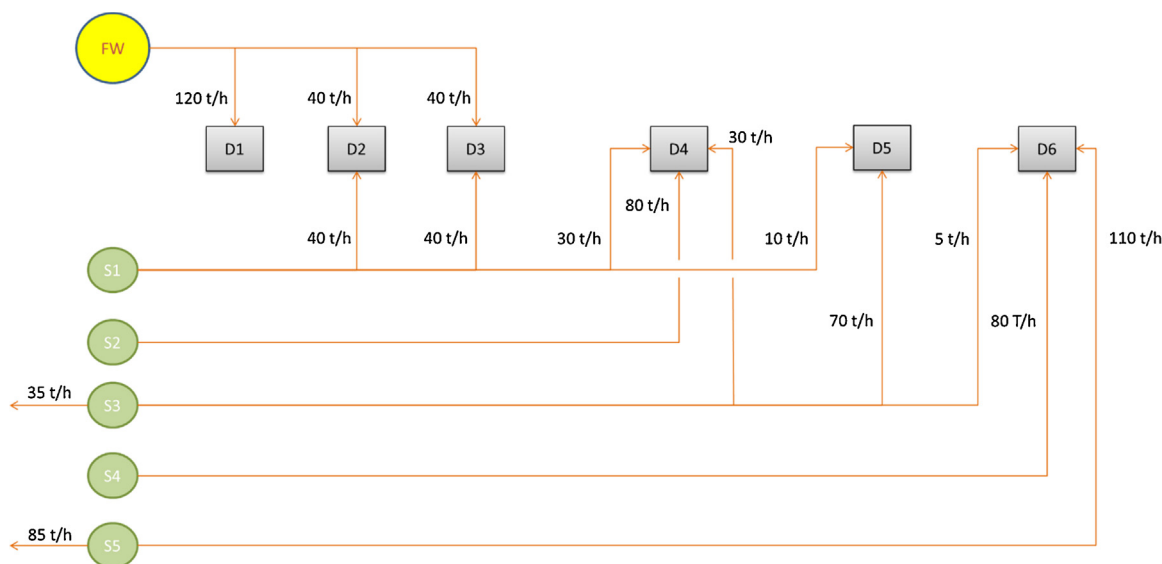 FW
120 t/h
40 t/h
40 t/h
D1
D2
D3
D4
30 t/h
D5
D6
80 t/h
40 t/h
40 t/h
30 t/h
10 t/h
5 t/h
110 t/h
S1
70 t/h
80 T/h
S2
35 t/h
S3
S4
85 t/h
S5